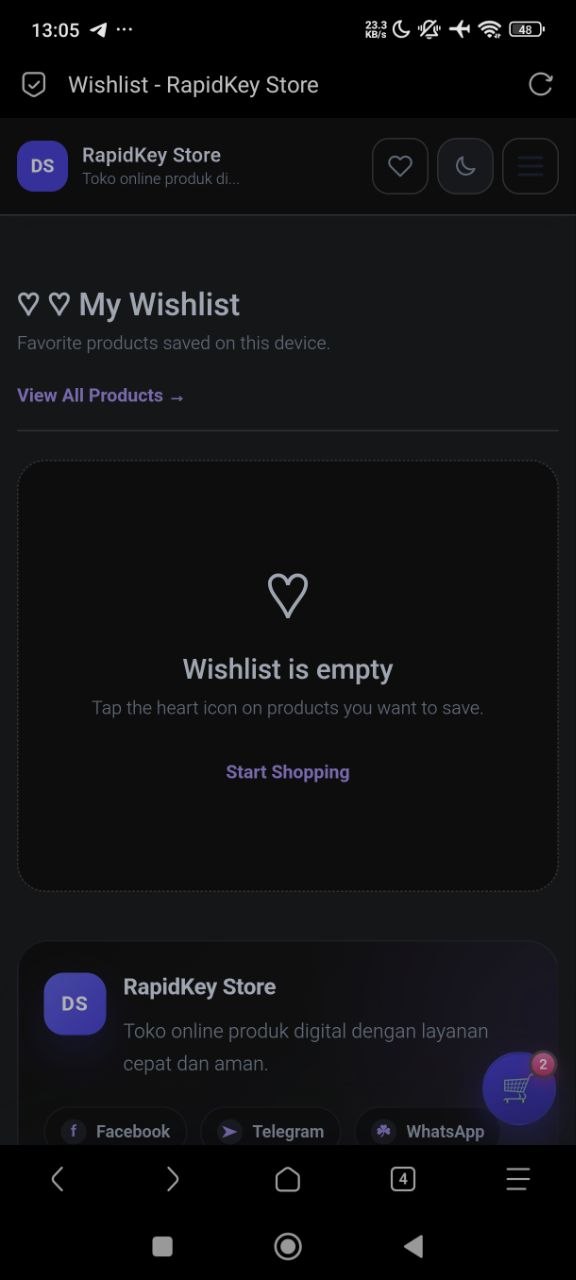 13:05
23.3
KB/s
48
Wishlist - RapidKey Store
DS
RapidKey Store
Toko online produk di...
♡ ♡ My Wishlist
Favorite products saved on this device.
View All Products →
♡
Wishlist is empty
Tap the heart icon on products you want to save.
Start Shopping
DS
RapidKey Store
Toko online produk digital dengan layanan
cepat dan aman.
2
f Facebook
➤ Telegram
☘ WhatsApp
4